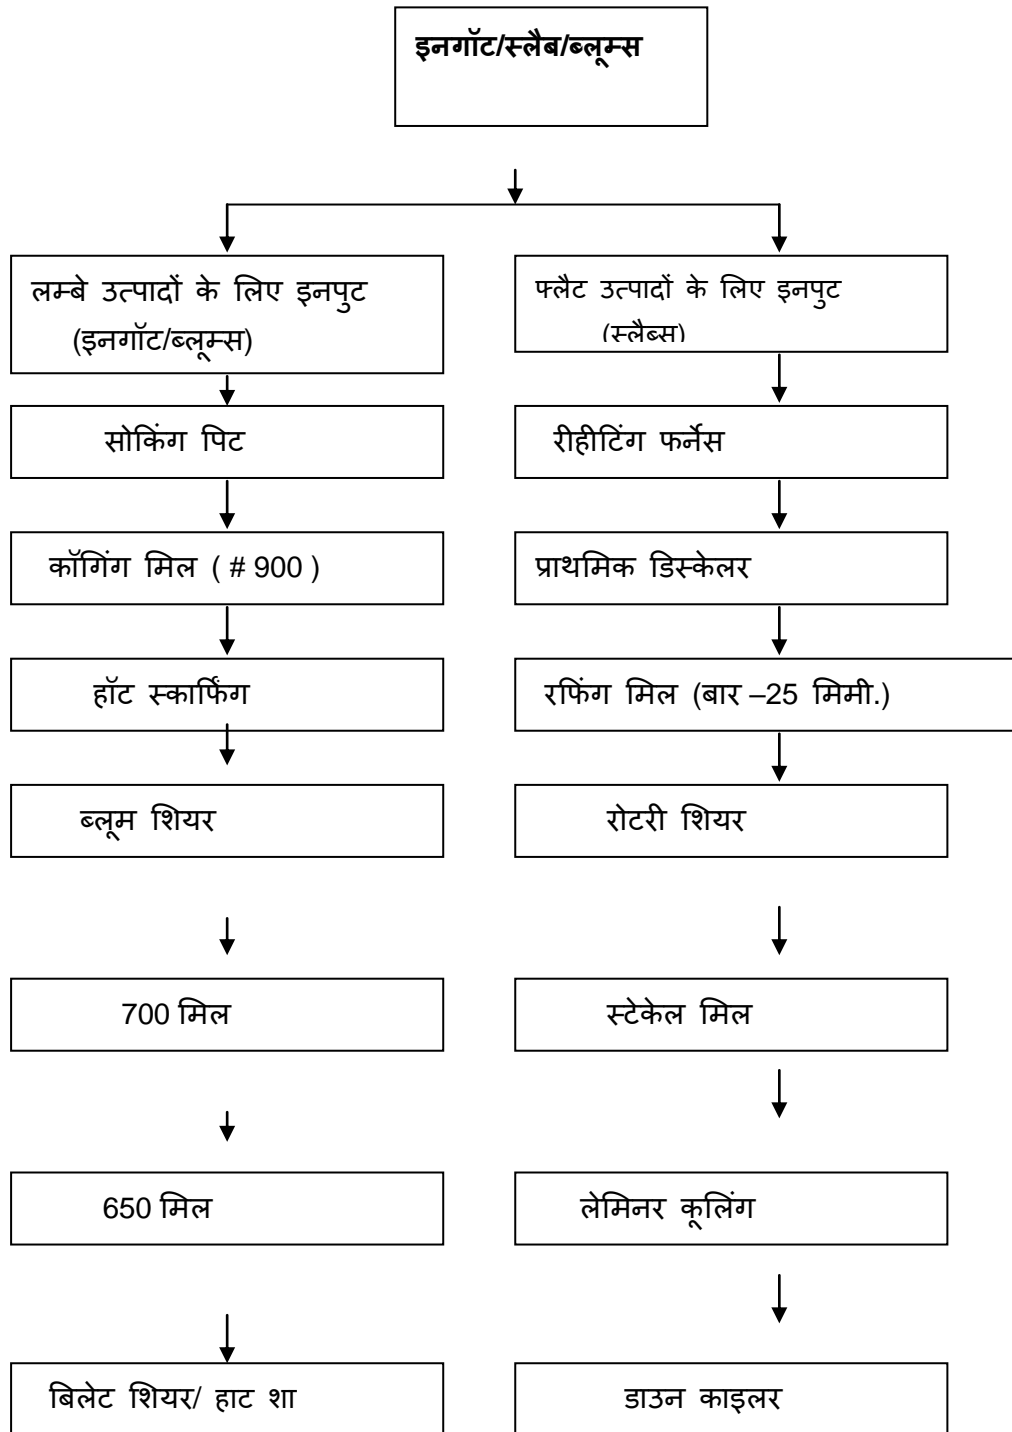 इनगॉट/स्लैब/ब्लूम्स
लम्बे उत्पादों के लिए इनपुट
(इनगॉट/ब्लूम्स)
सोकिंग पिट
कॉगिंग मिल ( # 900 )
हॉट स्कार्फिंग
ब्लूम शियर
700 मिल
650 मिल
बिलेट शियर/ हाट शा
फ्लैट उत्पादों के लिए इनपुट
(स्लैब्स)
रीहीटिंग फर्नेस
प्राथमिक डिस्केलर
रफिंग मिल (बार –25 मिमी.)
रोटरी शियर
स्टेकेल मिल
लेमिनर कूलिंग
डाउन काइलर